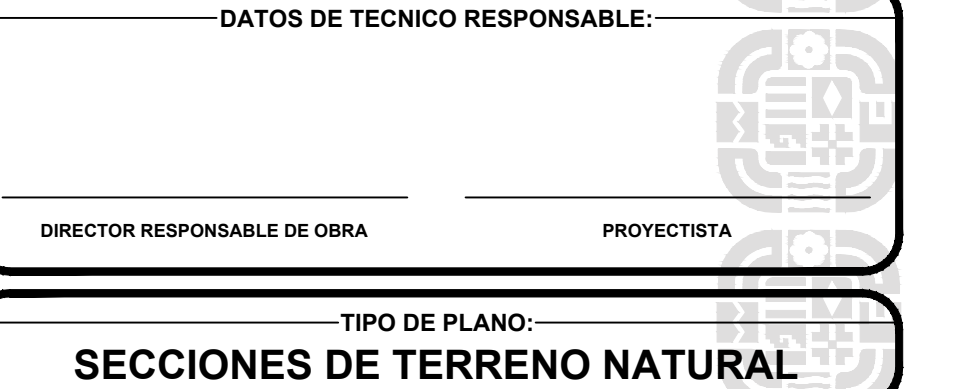 DATOS DE TECNICO RESPONSABLE:
DIRECTOR RESPONSABLE DE OBRA PROYECTISTA
TIPO DE PLANO:
SECCIONES DE TERRENO NATURAL